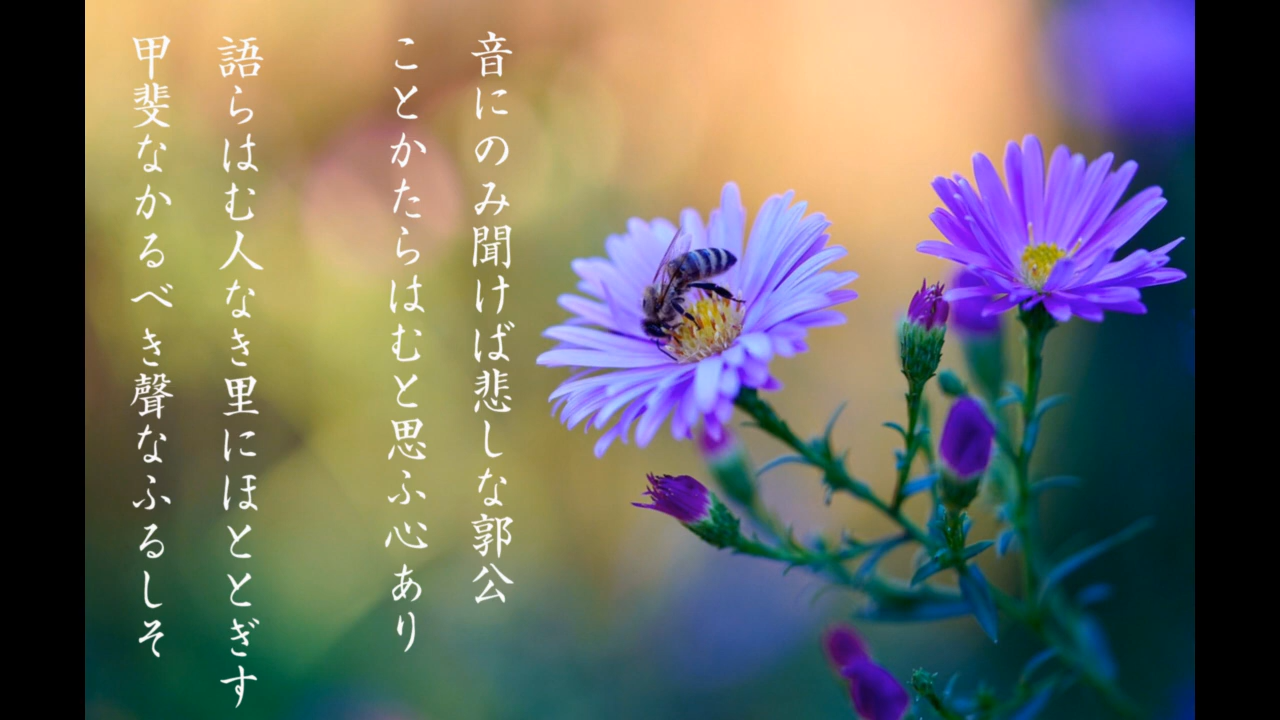 音にのみ聞けば悲しな郭公
ことかたらはむと思ふ心あり
語らはむ人なき里にほととぎす
甲斐なかるべき聲なふるしそ